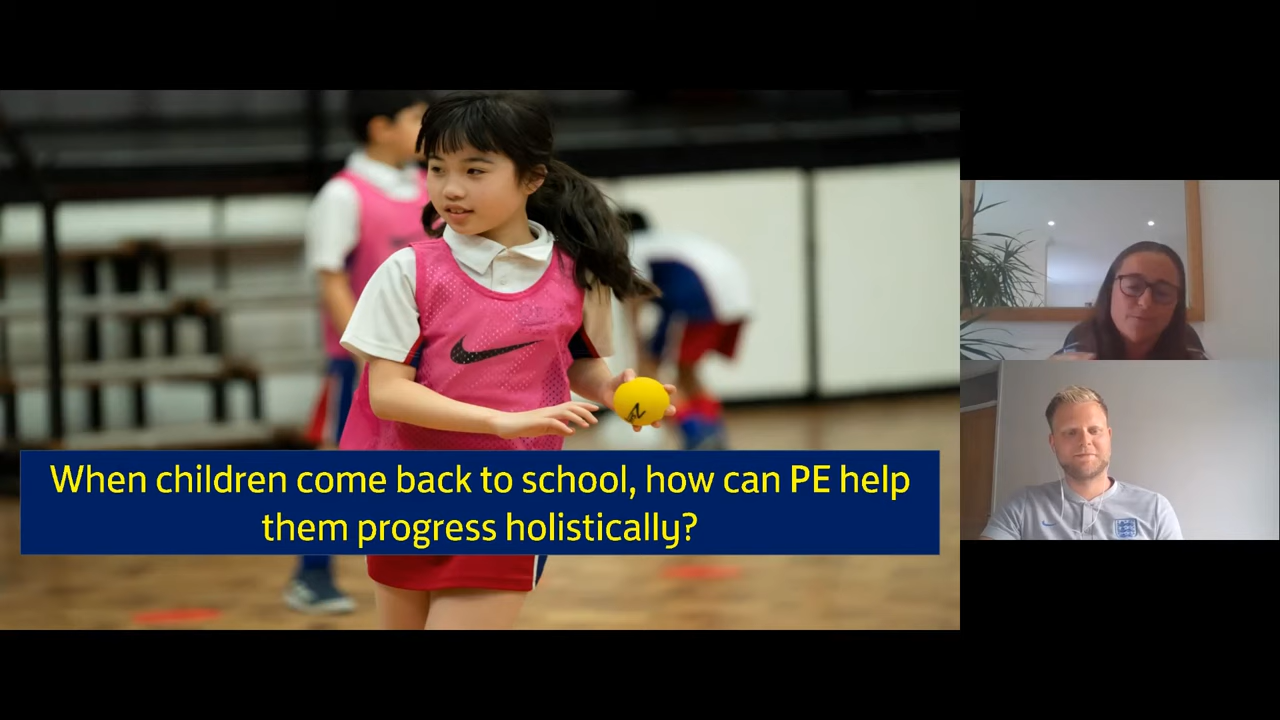 When children come back to school, how can PE help
them progress holistically?